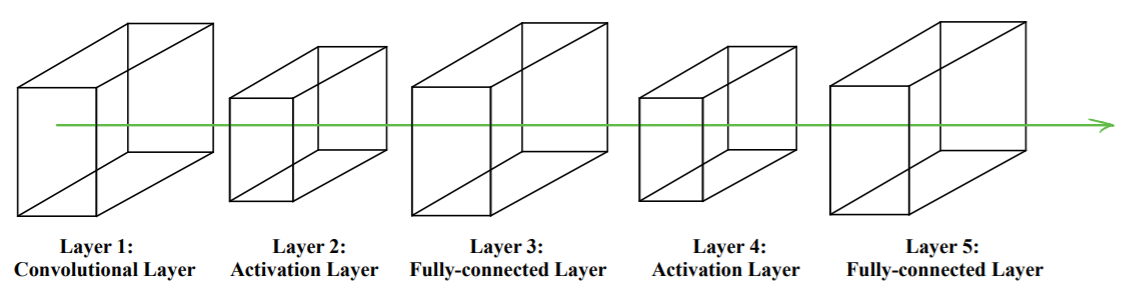 Layer 1:
Convolutional Layer
Layer 2:
Activation Layer
Layer 3:
Fully-connected Layer
Layer 4:
Activation Layer
Layer 5:
Fully-connected Layer